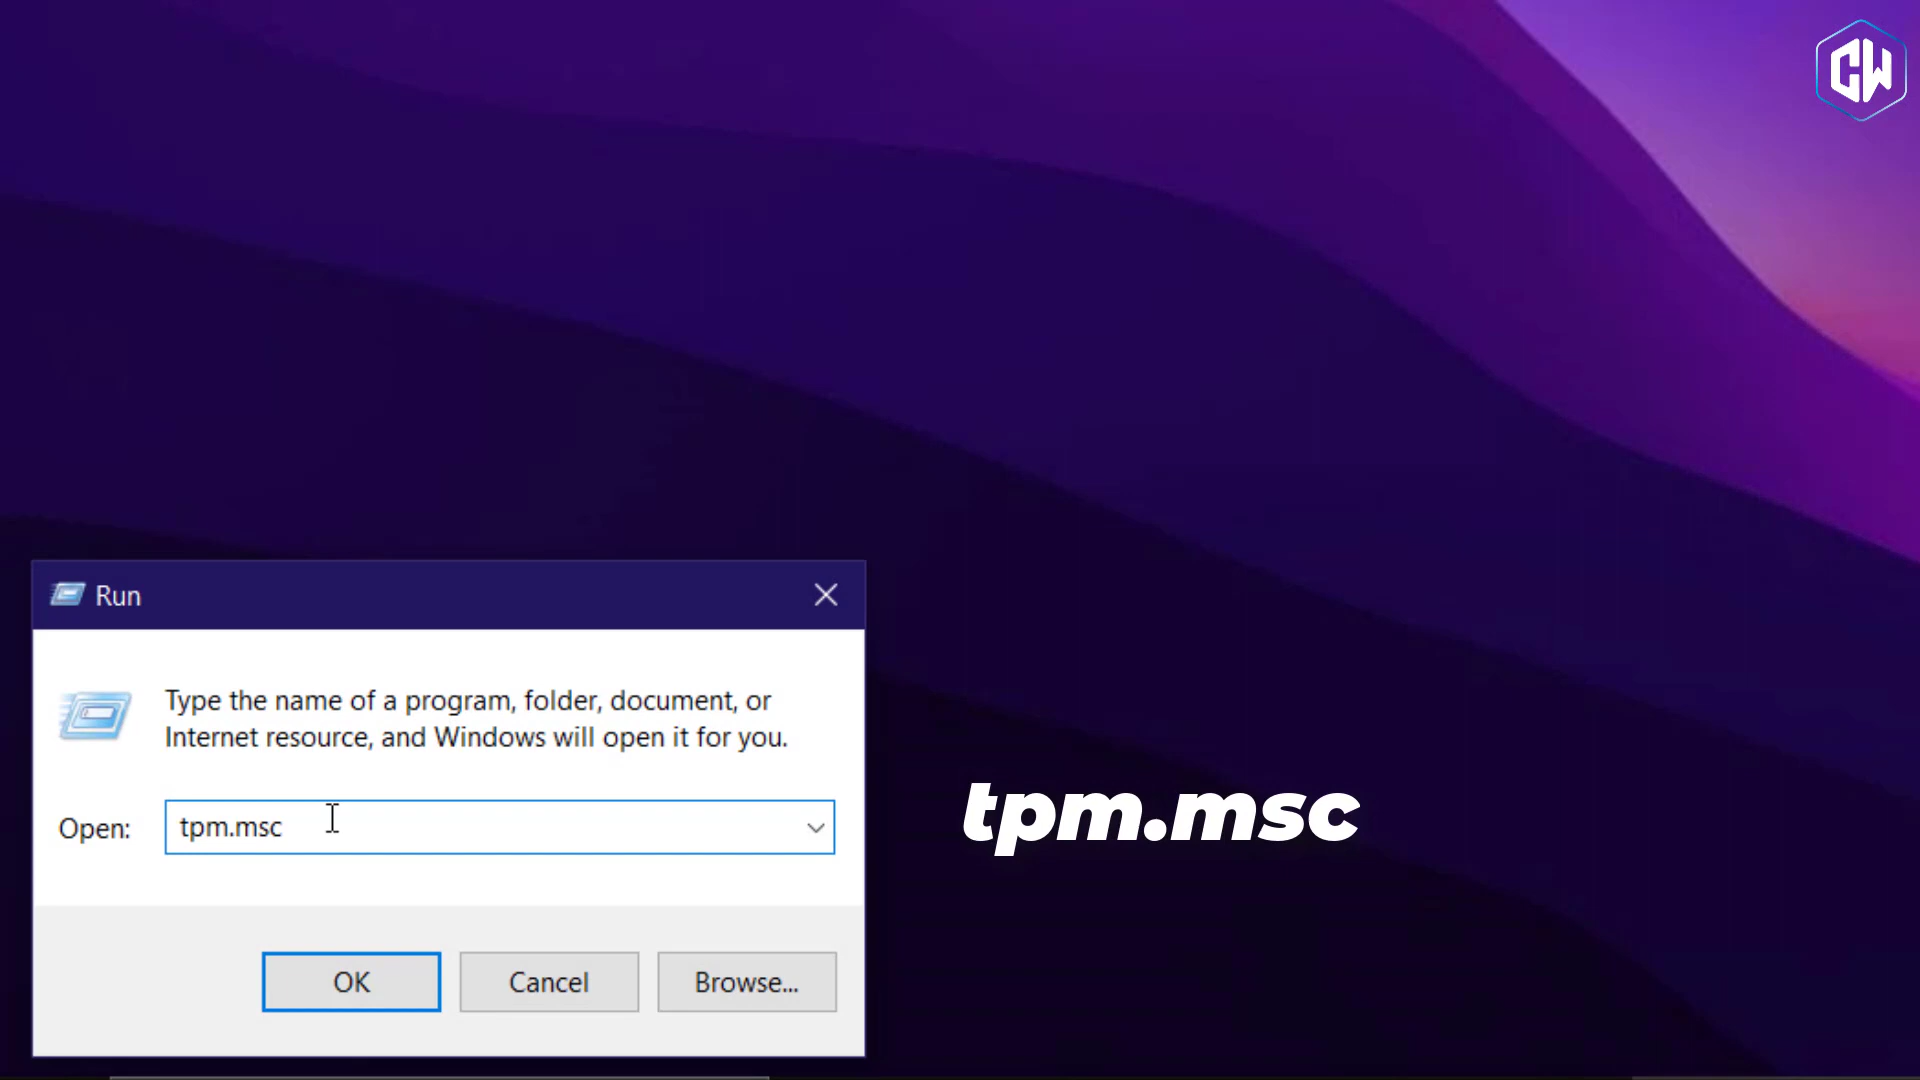 CW
Run
Type the name of a program, folder, document, or
Internet resource, and Windows will open it for you.
Open: tpm.msc
tpm.msc
OK Cancel Browse...